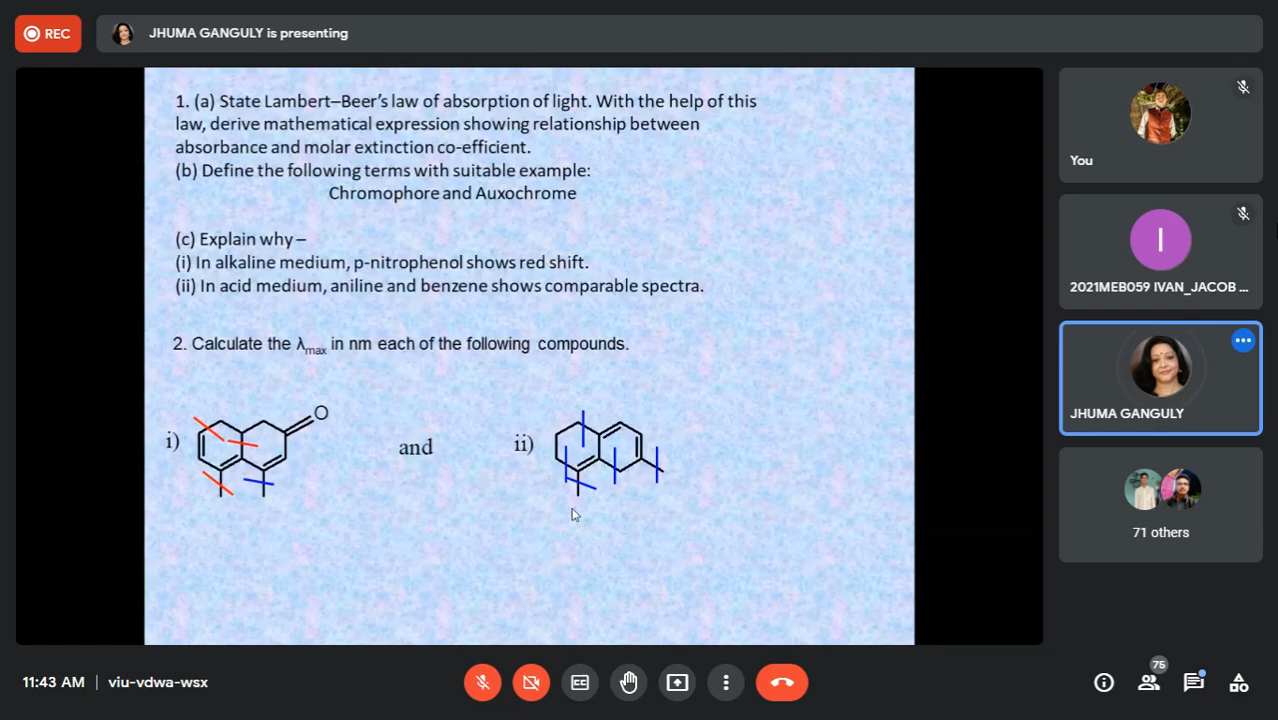 REC
JHUMA GANGULY is presenting
1. (a) State Lambert–Beer's law of absorption of light. With the help of this
law, derive mathematical expression showing relationship between
absorbance and molar extinction co-efficient.
(b) Define the following terms with suitable example:
Chromophore and Auxochrome
(c) Explain why –
(i) In alkaline medium, p-nitrophenol shows red shift.
(ii) In acid medium, aniline and benzene shows comparable spectra.
2. Calculate the λmax in nm each of the following compounds.
i) O and ii)
You
I
2021MEB059 IVAN_JACOB ...
JHUMA GANGULY
71 others
11:43 AM | viu-vdwa-wsx
CC
75